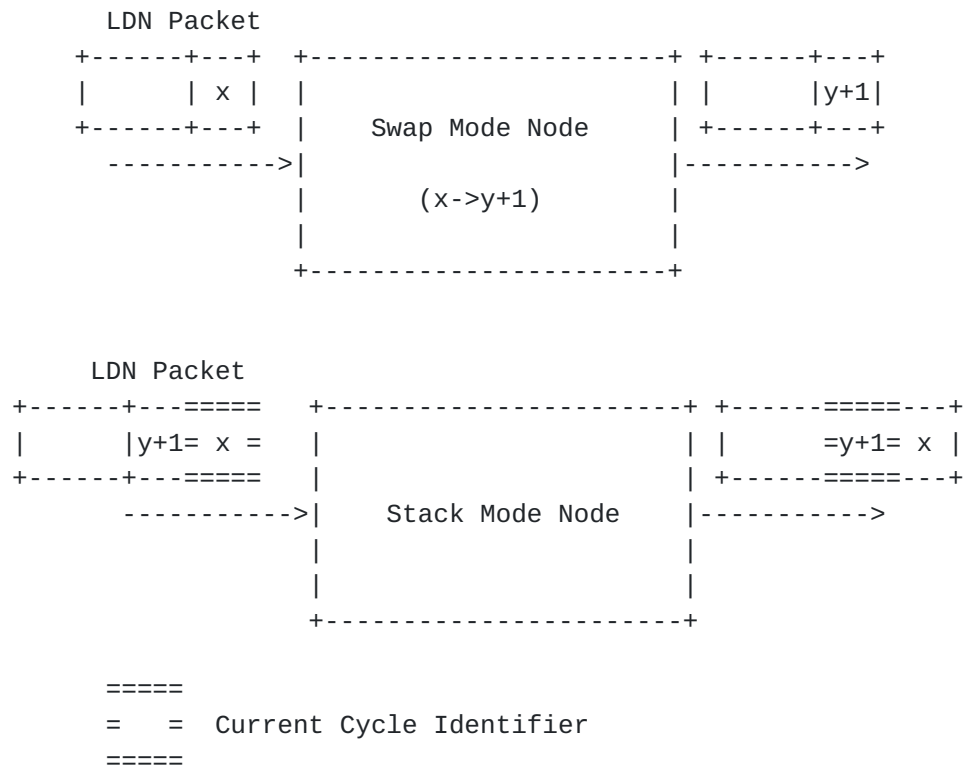 LDN Packet
+------+---+  +-----------------------+ +------+---+
|      | x |  |                       | |      |y+1|
+------+---+  |    Swap Mode Node     | +------+---+
  ----------->|                       |----------->
              |       (x->y+1)        |
              |                       |
              +-----------------------+
LDN Packet
+------+---=====   +-----------------------+ +------=====---+
|      |y+1= x =   |                       | |      =y+1= x |
+------+---=====   |                       | +------=====---+
       ----------->|    Stack Mode Node    |----------->
                   |                       |
                   |                       |
                   +-----------------------+
=====
=   =  Current Cycle Identifier
=====